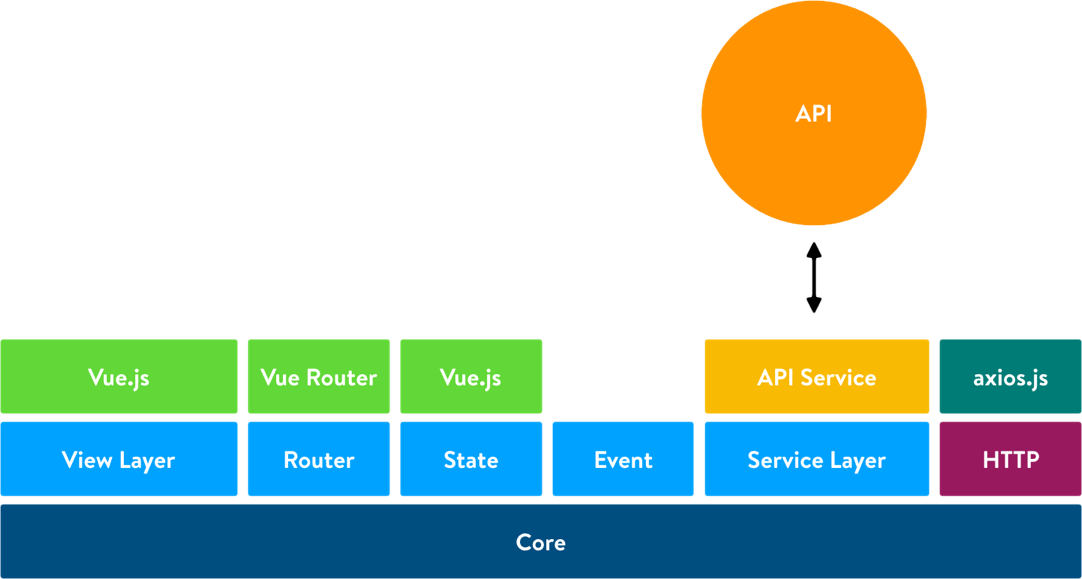 API
Vue.js
Vue Router
Vue.js
API Service
axios.js
View Layer
Router
State
Event
Service Layer
HTTP
Core